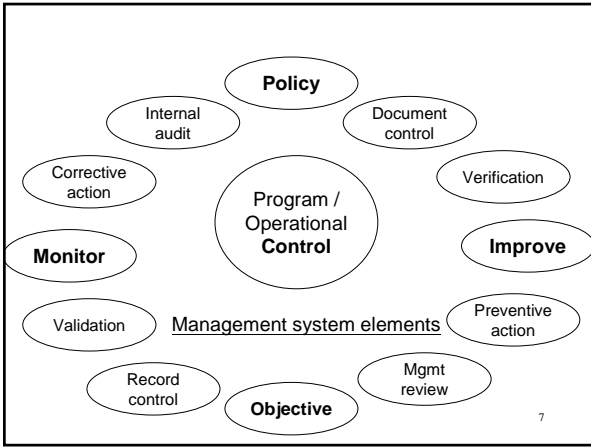 Policy
Internal
audit
Document
control
Corrective
action
Verification
Program /
Operational
Control
Monitor
Improve
Validation
Management system elements
Preventive
action
Record
control
Mgmt
review
Objective
7